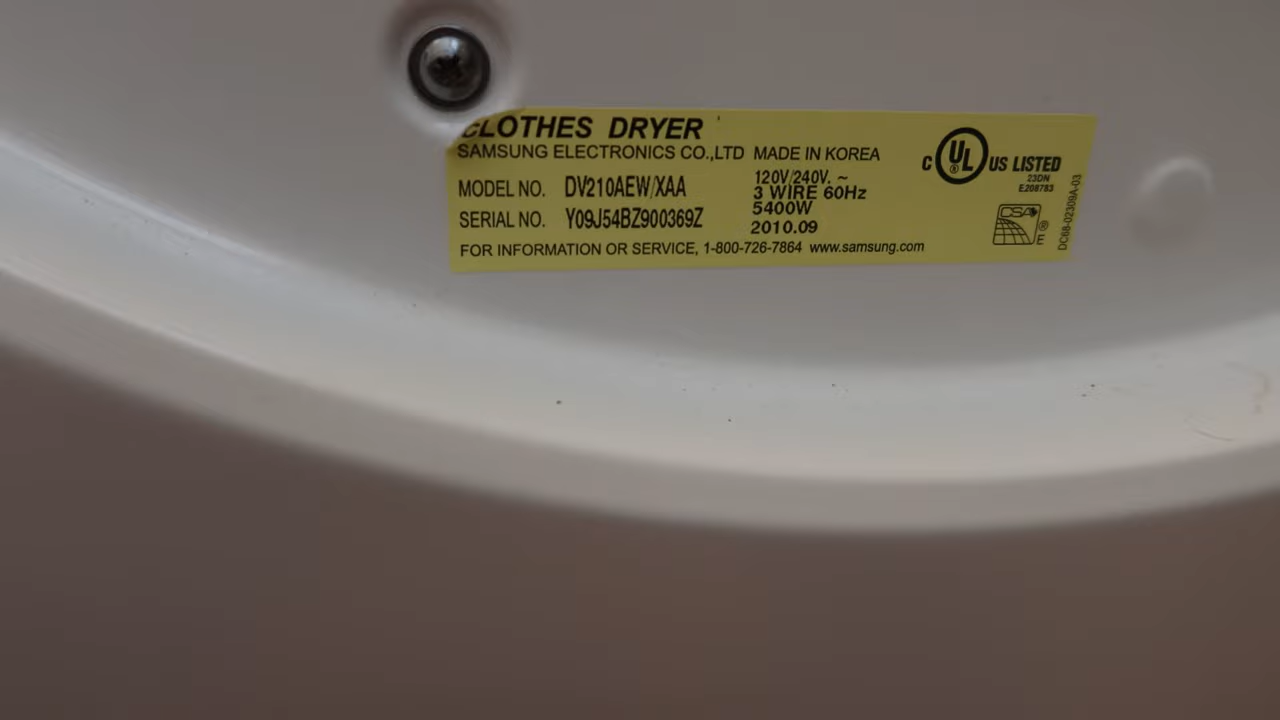 CLOTHES DRYER
SAMSUNG ELECTRONICS CO.,LTD MADE IN KOREA
MODEL NO. DV210AEW/XAA
120V/240V. ~
3 WIRE 60Hz
SERIAL NO. Y09J54BZ900369Z
5400W
2010.09
FOR INFORMATION OR SERVICE, 1-800-726-7864 www.samsung.com
C UL ® US LISTED
23DN
E208783
CSA ®
E
DC68-02309A-03